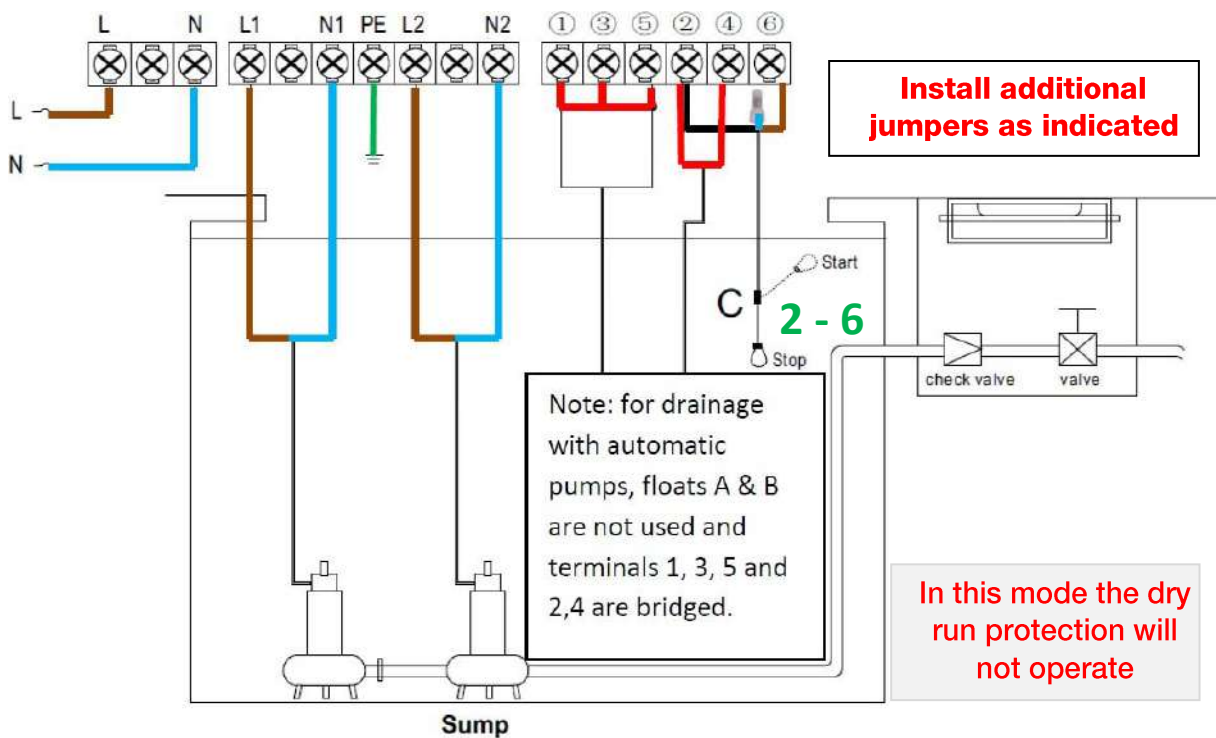 L N L1 N1 PE L2 N2 ① ③ ⑤ ② ④ ⑥
Install additional
jumpers as indicated
L
N
Start
C
2 - 6
Stop
check valve valve
Note: for drainage
with automatic
pumps, floats A & B
are not used and
terminals 1, 3, 5 and
2,4 are bridged.
In this mode the dry
run protection will
not operate
Sump